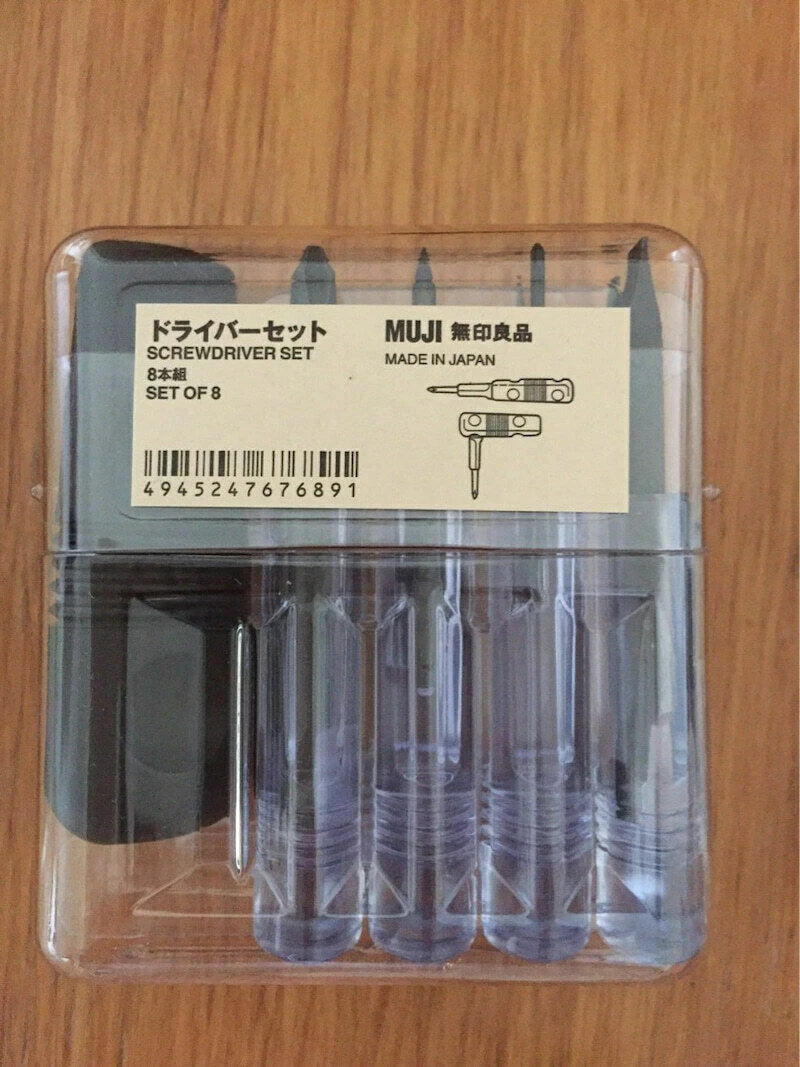 ドライバーセット
SCREWDRIVER SET
8本組
SET OF 8
4945247676891
MUJI 無印良品
MADE IN JAPAN